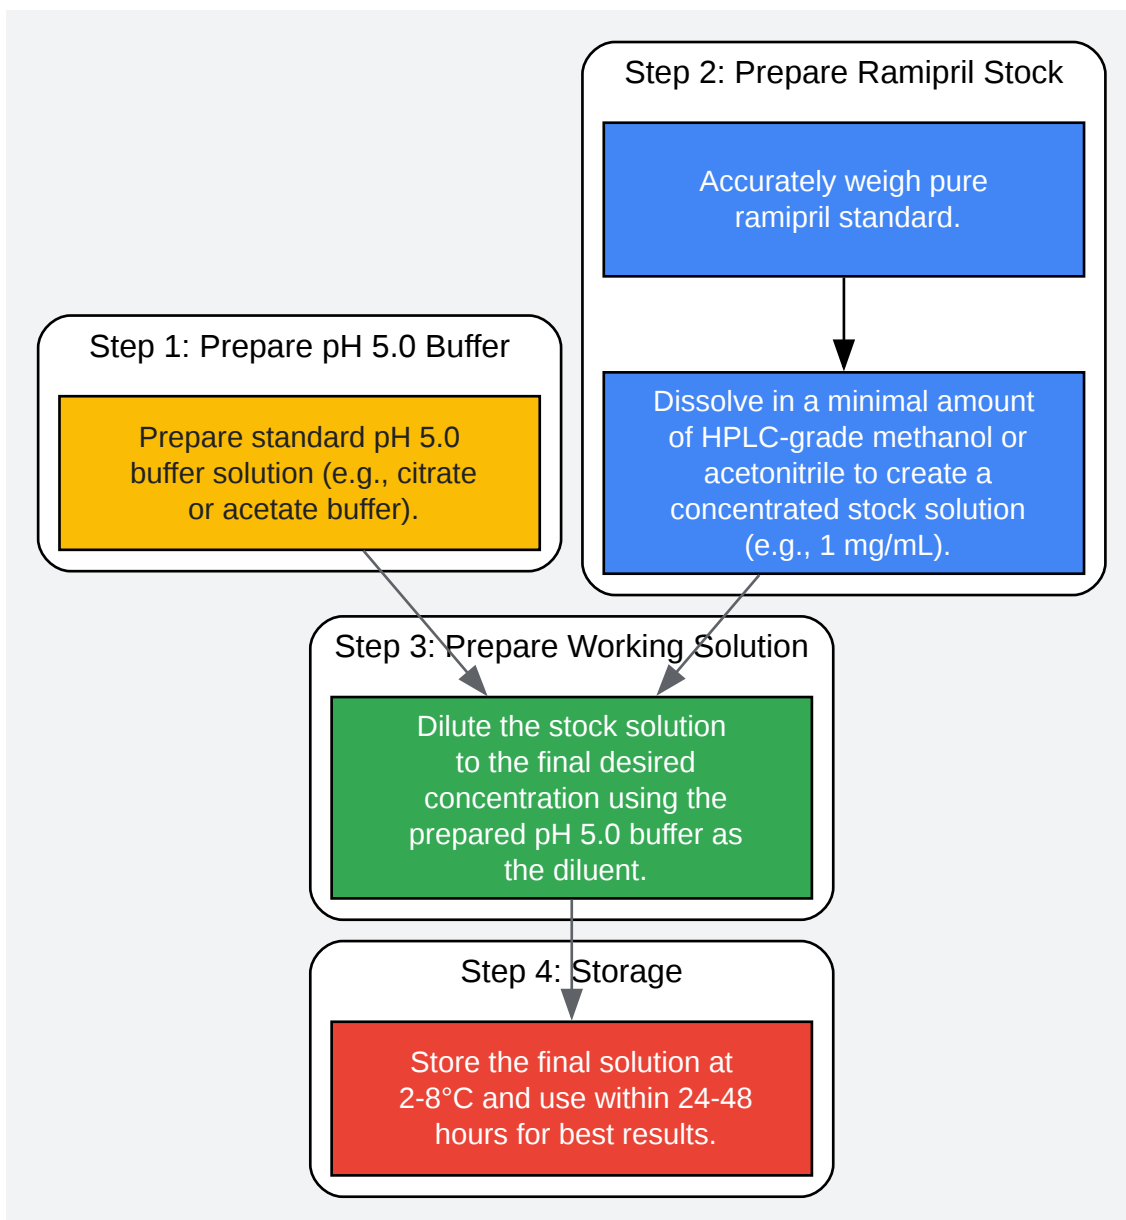 Step 2: Prepare Ramipril Stock
Accurately weigh pure
ramipril standard.
Step 1: Prepare pH 5.0 Buffer
Prepare standard pH 5.0
buffer solution (e.g., citrate
or acetate buffer).
Dissolve in a minimal amount
of HPLC-grade methanol or
acetonitrile to create a
concentrated stock solution
(e.g., 1 mg/mL).
Step 3: Prepare Working Solution
Dilute the stock solution
to the final desired
concentration using the
prepared pH 5.0 buffer as
the diluent.
Step 4: Storage
Store the final solution at
2-8°C and use within 24-48
hours for best results.